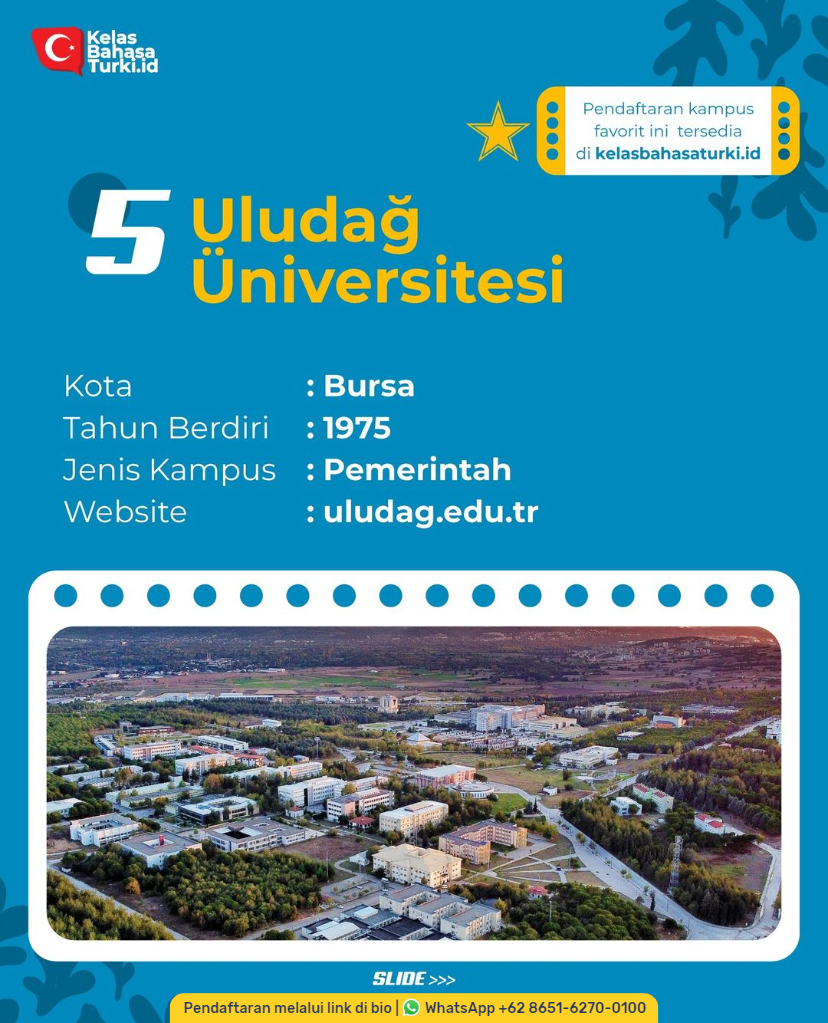 Kelas
Bahasa
Turki.id
Pendaftaran kampus
favorit ini tersedia
di kelasbahasaturki.id
5 Uludağ
Üniversitesi
Kota : Bursa
Tahun Berdiri : 1975
Jenis Kampus : Pemerintah
Website : uludag.edu.tr
SLIDE >>>
Pendaftaran melalui link di bio | WhatsApp +62 8651-6270-0100